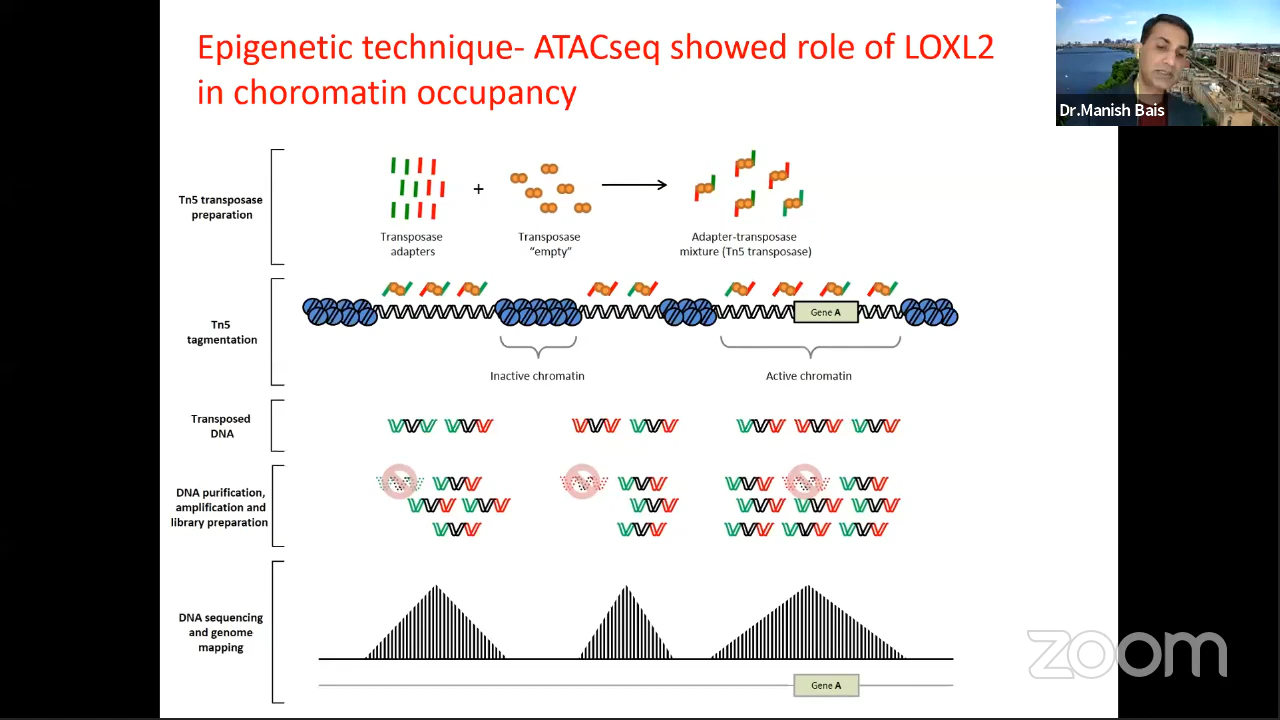 Epigenetic technique- ATACseq showed role of LOXL2
in choromatin occupancy
Dr.Manish Bais
Tn5 transposase
preparation
+
Transposase
adapters
Transposase
"empty"
Adapter-transposase
mixture (Tn5 transposase)
Tn5
tagmentation
Gene A
Inactive chromatin
Active chromatin
Transposed
DNA
DNA purification,
amplification and
library preparation
DNA sequencing
and genome
mapping
zoom
Gene A